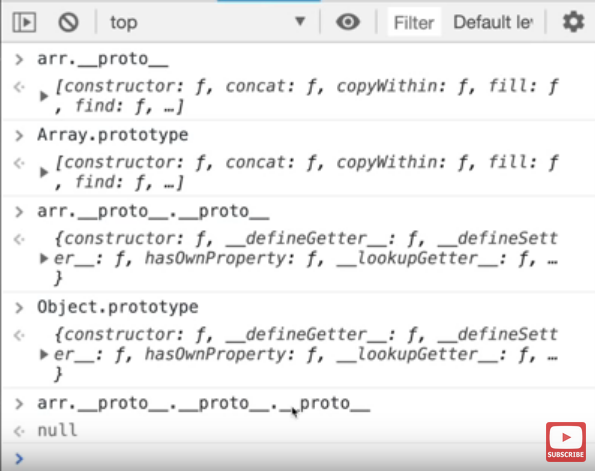 top Filter Default le
> arr.__proto__
[constructor: ƒ, concat: ƒ, copyWithin: ƒ, fill: ƒ
, find: ƒ, …]
> Array.prototype
[constructor: ƒ, concat: ƒ, copyWithin: ƒ, fill: ƒ
, find: ƒ, …]
> arr.__proto__.__proto__
{constructor: ƒ, __defineGetter__: ƒ, __defineSett
er__: ƒ, hasOwnProperty: ƒ, __lookupGetter__: ƒ, …
}
> Object.prototype
{constructor: ƒ, __defineGetter__: ƒ, __defineSett
er__: ƒ, hasOwnProperty: ƒ, __lookupGetter__: ƒ, …
}
> arr.__proto__.__proto__.__proto__
null
>
SUBSCRIBE